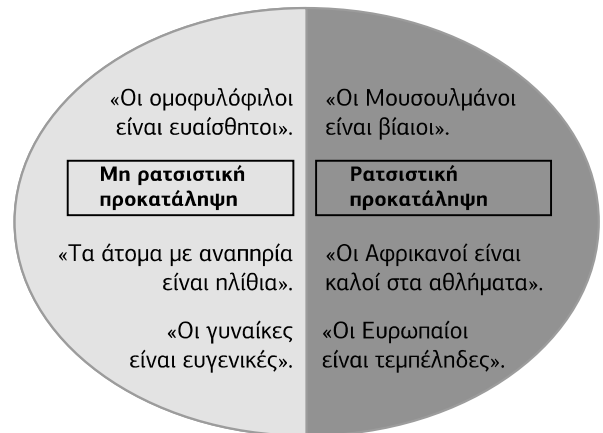 «Οι ομοφυλόφιλοι
είναι ευαίσθητοι».
Μη ρατσιστική
προκατάληψη
«Τα άτομα με αναπηρία
είναι ηλίθια».
«Οι γυναίκες
είναι ευγενικές».
«Οι Μουσουλμάνοι
είναι βίαιοι».
Ρατσιστική
προκατάληψη
«Οι Αφρικανοί είναι
καλοί στα αθλήματα».
«Οι Ευρωπαίοι
είναι τεμπέληδες».